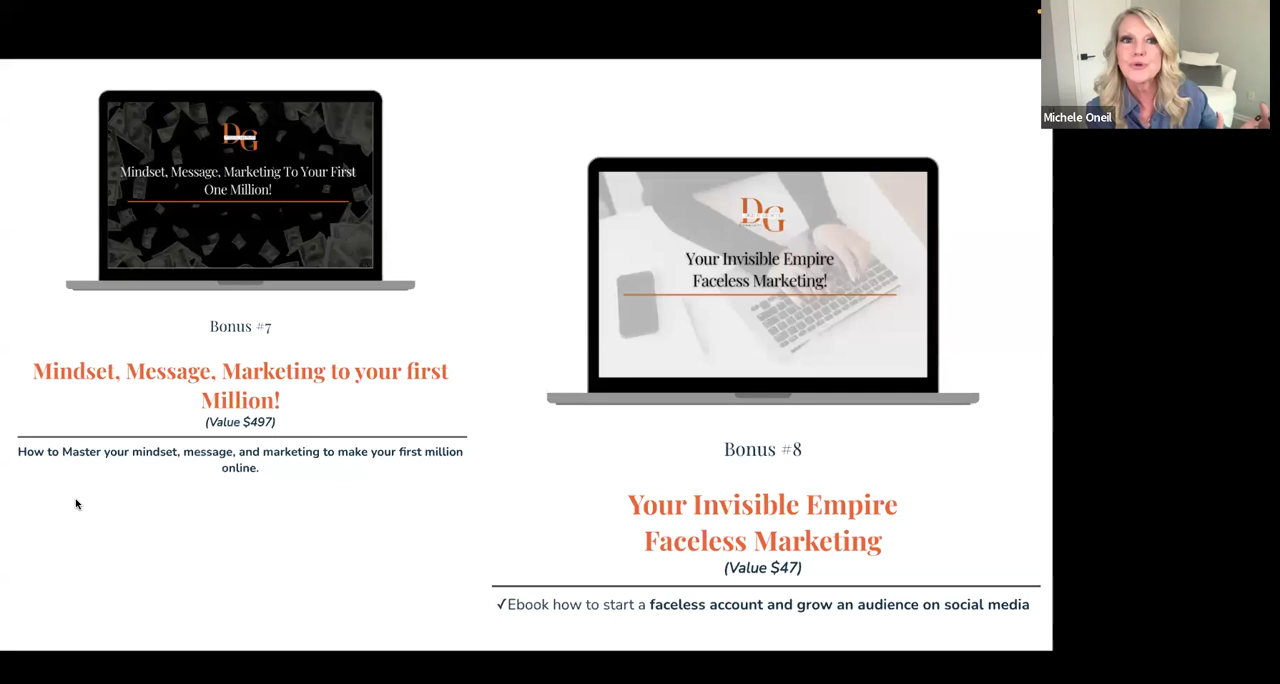 Michele Oneil
DG
Mindset, Message, Marketing To Your First
One Million!
Bonus #7
Mindset, Message, Marketing to your first
Million!
(Value $497)
How to Master your mindset, message, and marketing to make your first million
online.
DG
Your Invisible Empire
Faceless Marketing!
Bonus #8
Your Invisible Empire
Faceless Marketing
(Value $47)
✓Ebook how to start a faceless account and grow an audience on social media